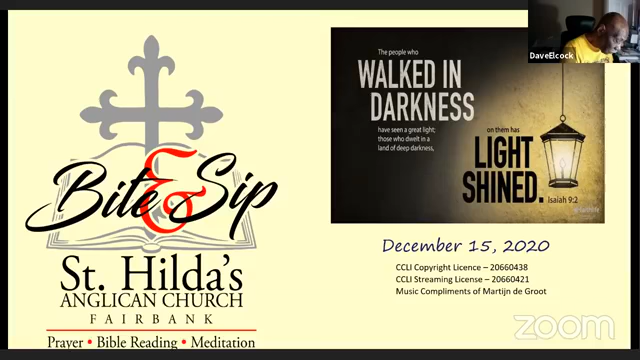 Bite & Sip
St. Hilda's
ANGLICAN CHURCH
FAIRBANK
Prayer • Bible Reading • Meditation
The people who
WALKED IN
DARKNESS
have seen a great light;
those who dwelt in a
land of deep darkness,
on them has
LIGHT
SHINED.
Isaiah 9:2
December 15, 2020
CCLI Copyright Licence – 20660438
CCLI Streaming License – 20660421
Music Compliments of Martijn de Groot
DaveElcock
zoom